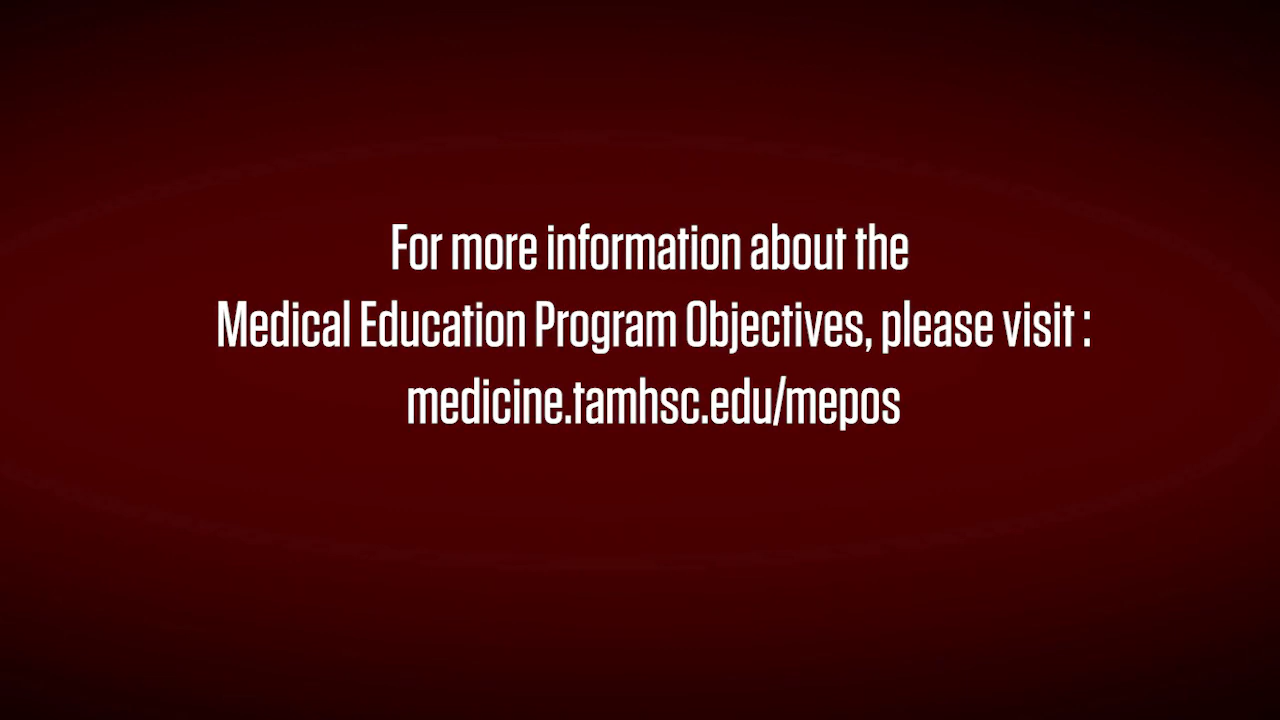 For more information about the
Medical Education Program Objectives, please visit :
medicine.tamhsc.edu/mepos